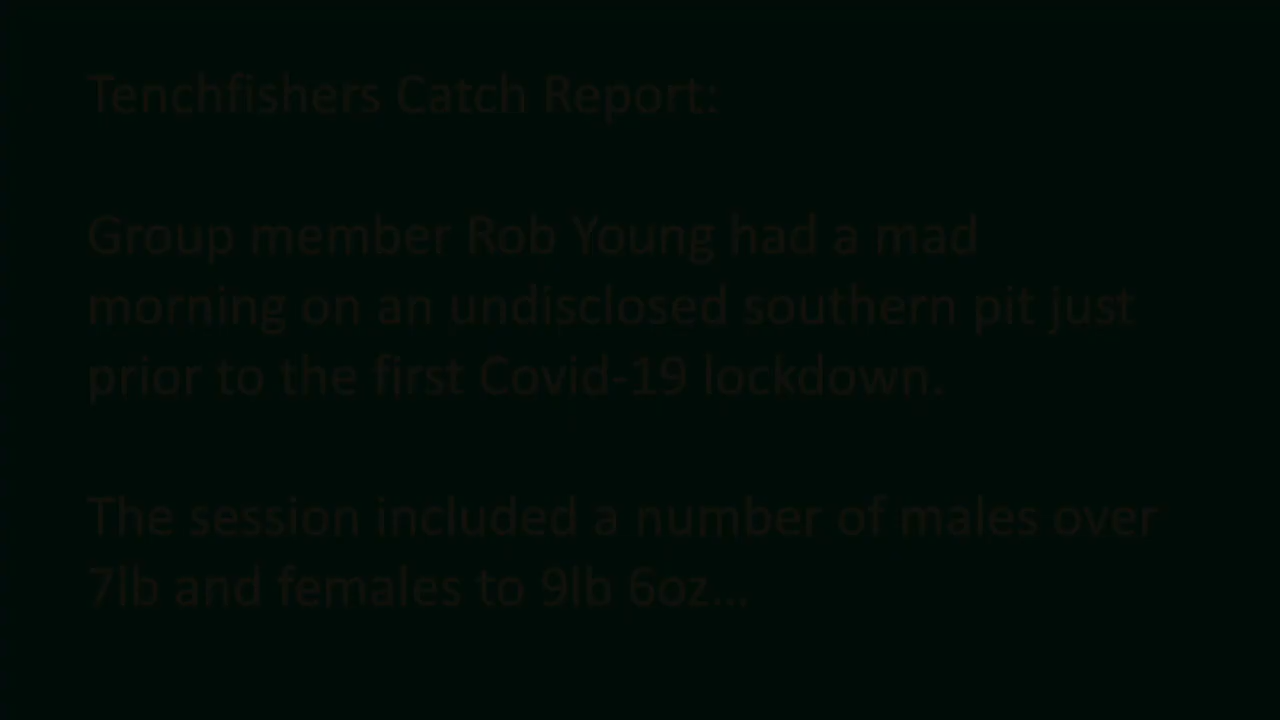 Tenchfishers Catch Report:
Group member Rob Young had a mad
morning on an undisclosed southern pit just
prior to the first Covid-19 lockdown.
The session included a number of males over
7lb and females to 9lb 6oz...